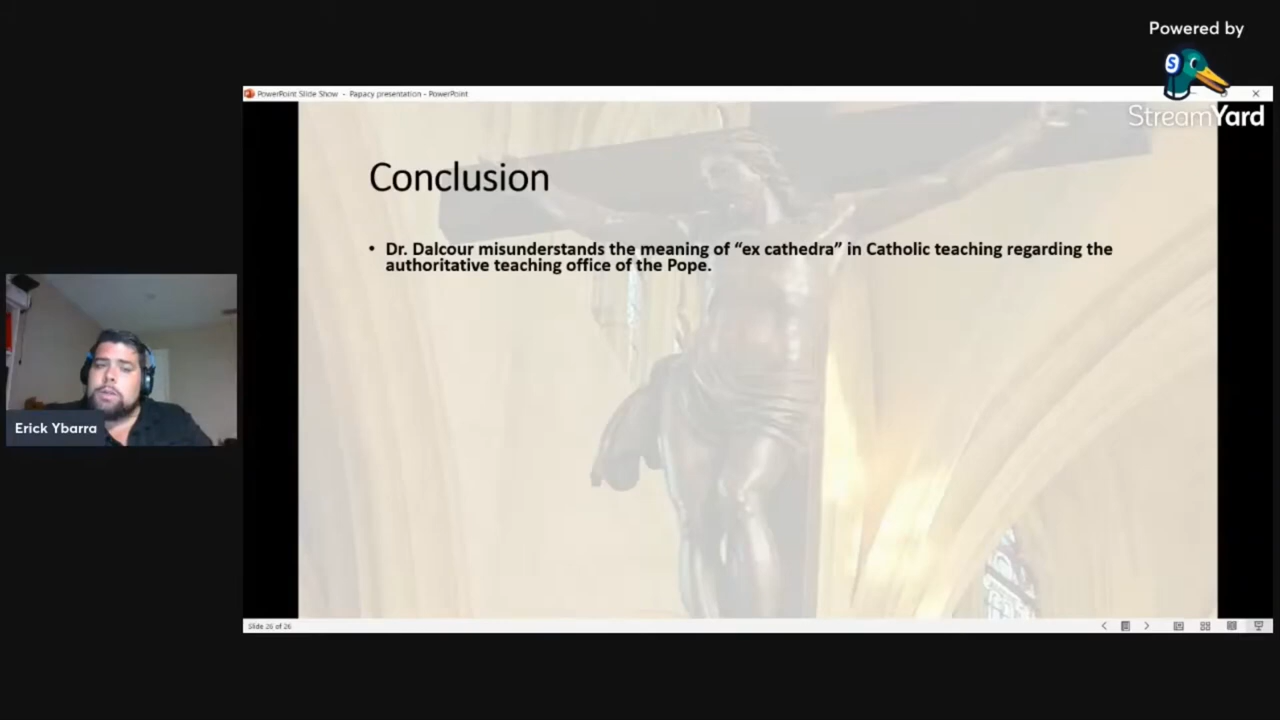 Powered by
StreamYard
PowerPoint Slide Show - Papacy presentation - PowerPoint
Conclusion
• Dr. Dalcour misunderstands the meaning of “ex cathedra” in Catholic teaching regarding the
authoritative teaching office of the Pope.
Erick Ybarra
Slide 26 of 26